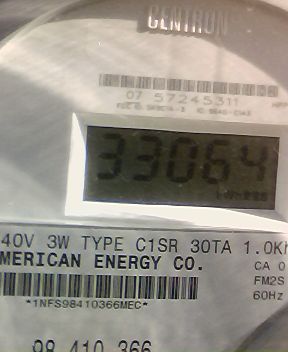 CENTRON
07 57245311
33064
40V 3W TYPE C1SR 30TA 1.0K
MERICAN ENERGY CO.
CA 0
FM2S
60Hz
*1NFS98410366MEC*
98 410 366